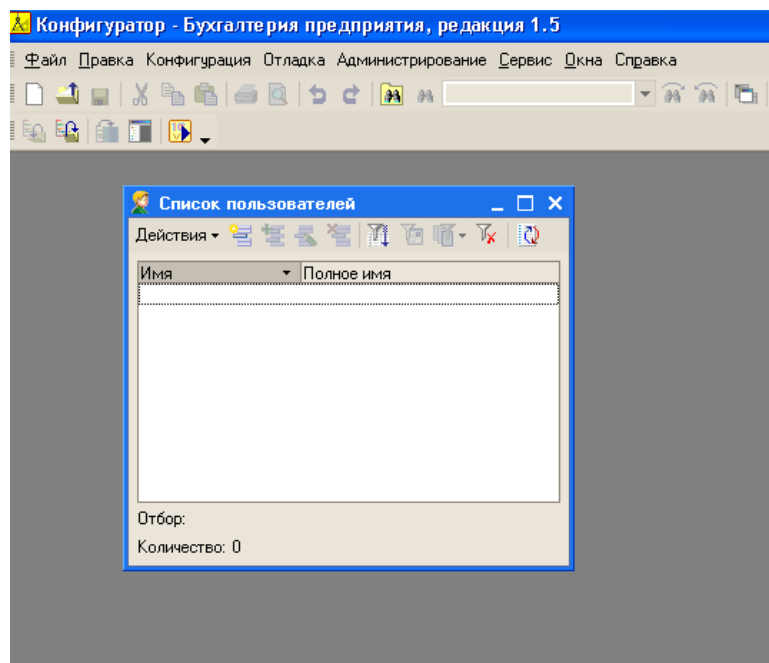 Конфигуратор - Бухгалтерия предприятия, редакция 1.5
Файл Правка Конфигурация Отладка Администрирование Сервис Окна Справка
Список пользователей
Действия
Имя Полное имя
Отбор:
Количество: 0